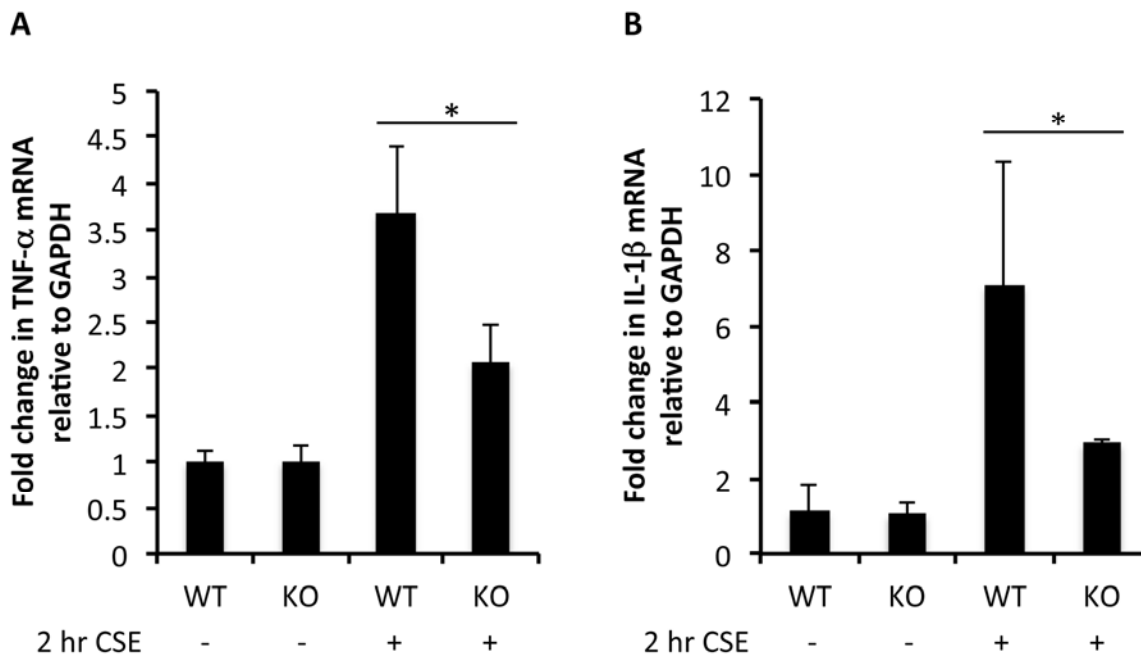 A
Fold change in TNF-α mRNA
relative to GAPDH
5
4.5
4
3.5
3
2.5
2
1.5
1
0.5
0
*
WT KO WT KO
2 hr CSE - - + +
B
Fold change in IL-1β mRNA
relative to GAPDH
12
10
8
6
4
2
0
*
WT KO WT KO
2 hr CSE - - + +